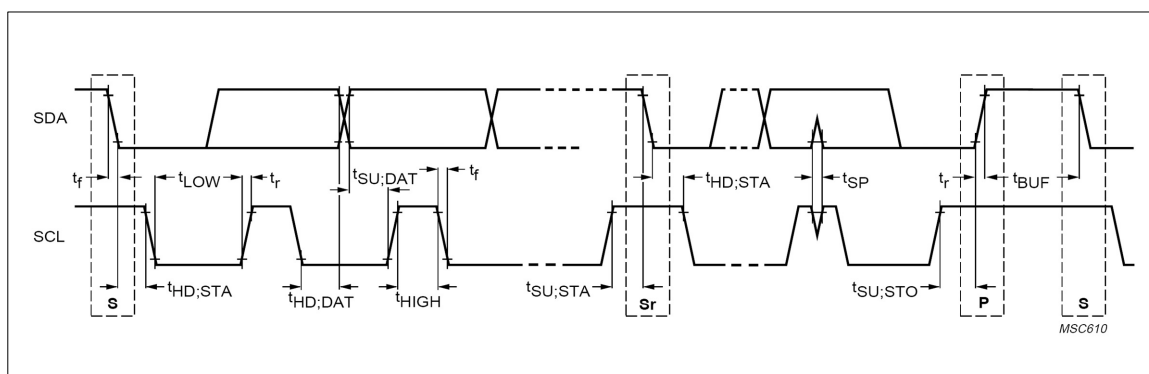 SDA
tf
tLOW
tr
tSU;DAT
tf
tHD;STA
tSP
tr
tBUF
SCL
S
tHD;STA
tHD;DAT
tHIGH
tSU;STA
Sr
tSU;STO
P
S
MSC610